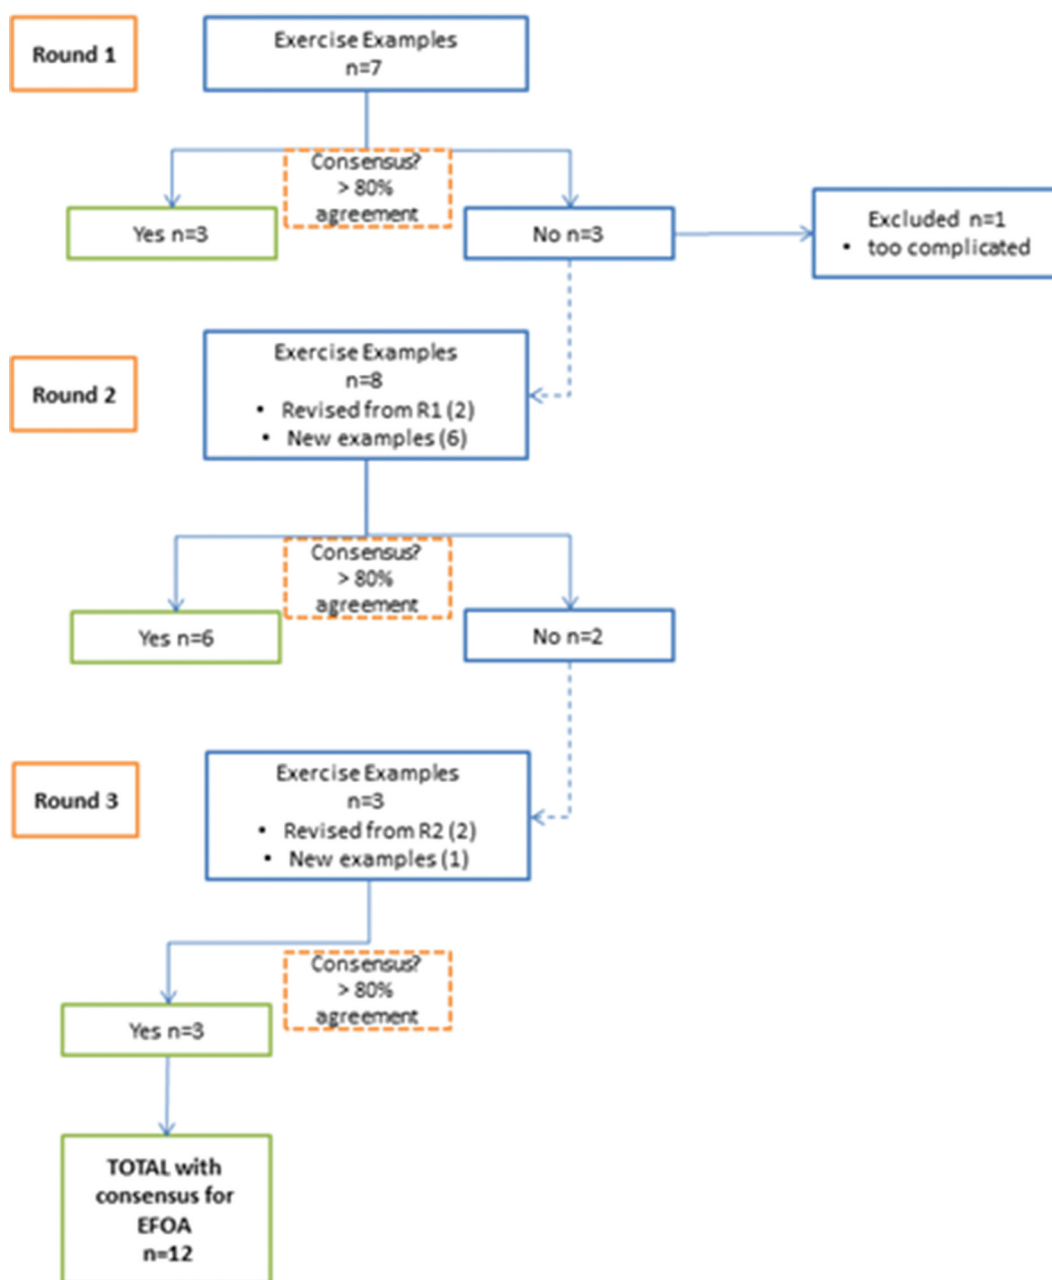 Round 1
Exercise Examples
n=7
Consensus?
> 80%
agreement
Yes n=3
No n=3
Excluded n=1
• too complicated
Round 2
Exercise Examples
n=8
• Revised from R1 (2)
• New examples (6)
Consensus?
> 80%
agreement
Yes n=6
No n=2
Round 3
Exercise Examples
n=3
• Revised from R2 (2)
• New examples (1)
Consensus?
> 80%
agreement
Yes n=3
TOTAL with
consensus for
EFOA
n=12